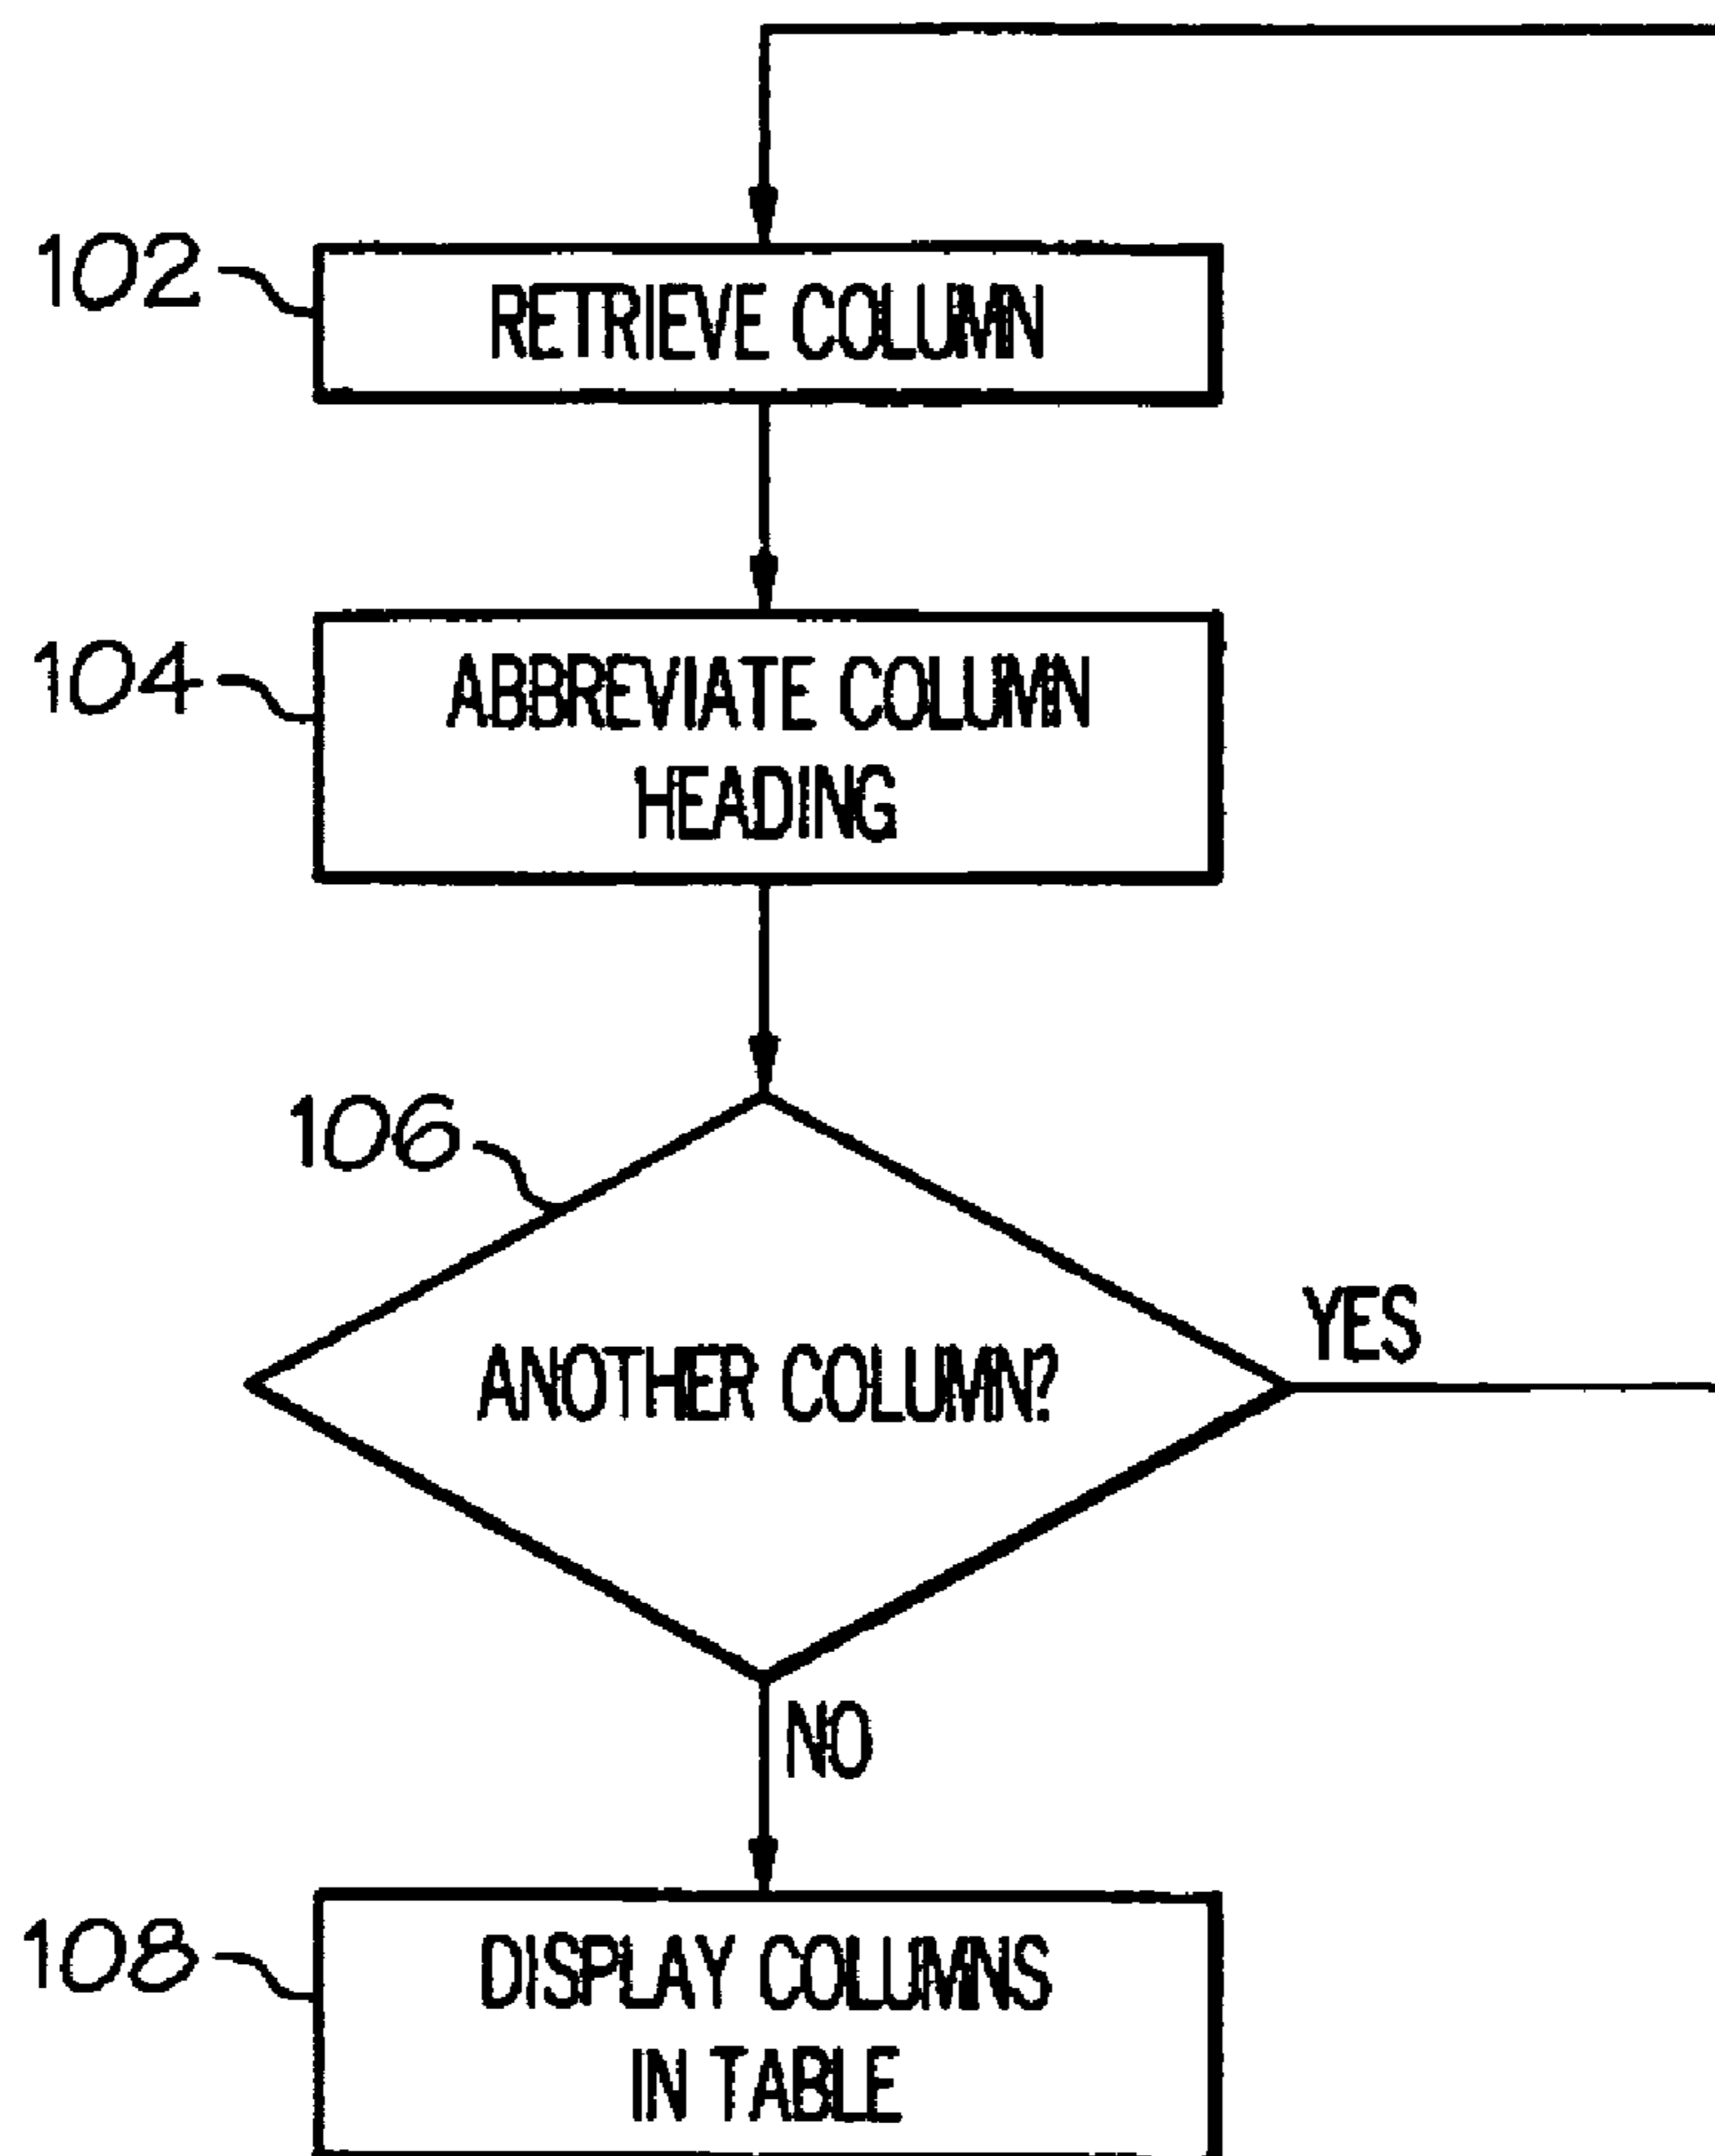 102
RETRIEVE COLUMN
104
ABBREVIATE COLUMN
HEADING
106
ANOTHER COLUMN?
YES
NO
108
DISPLAY COLUMNS
IN TABLE